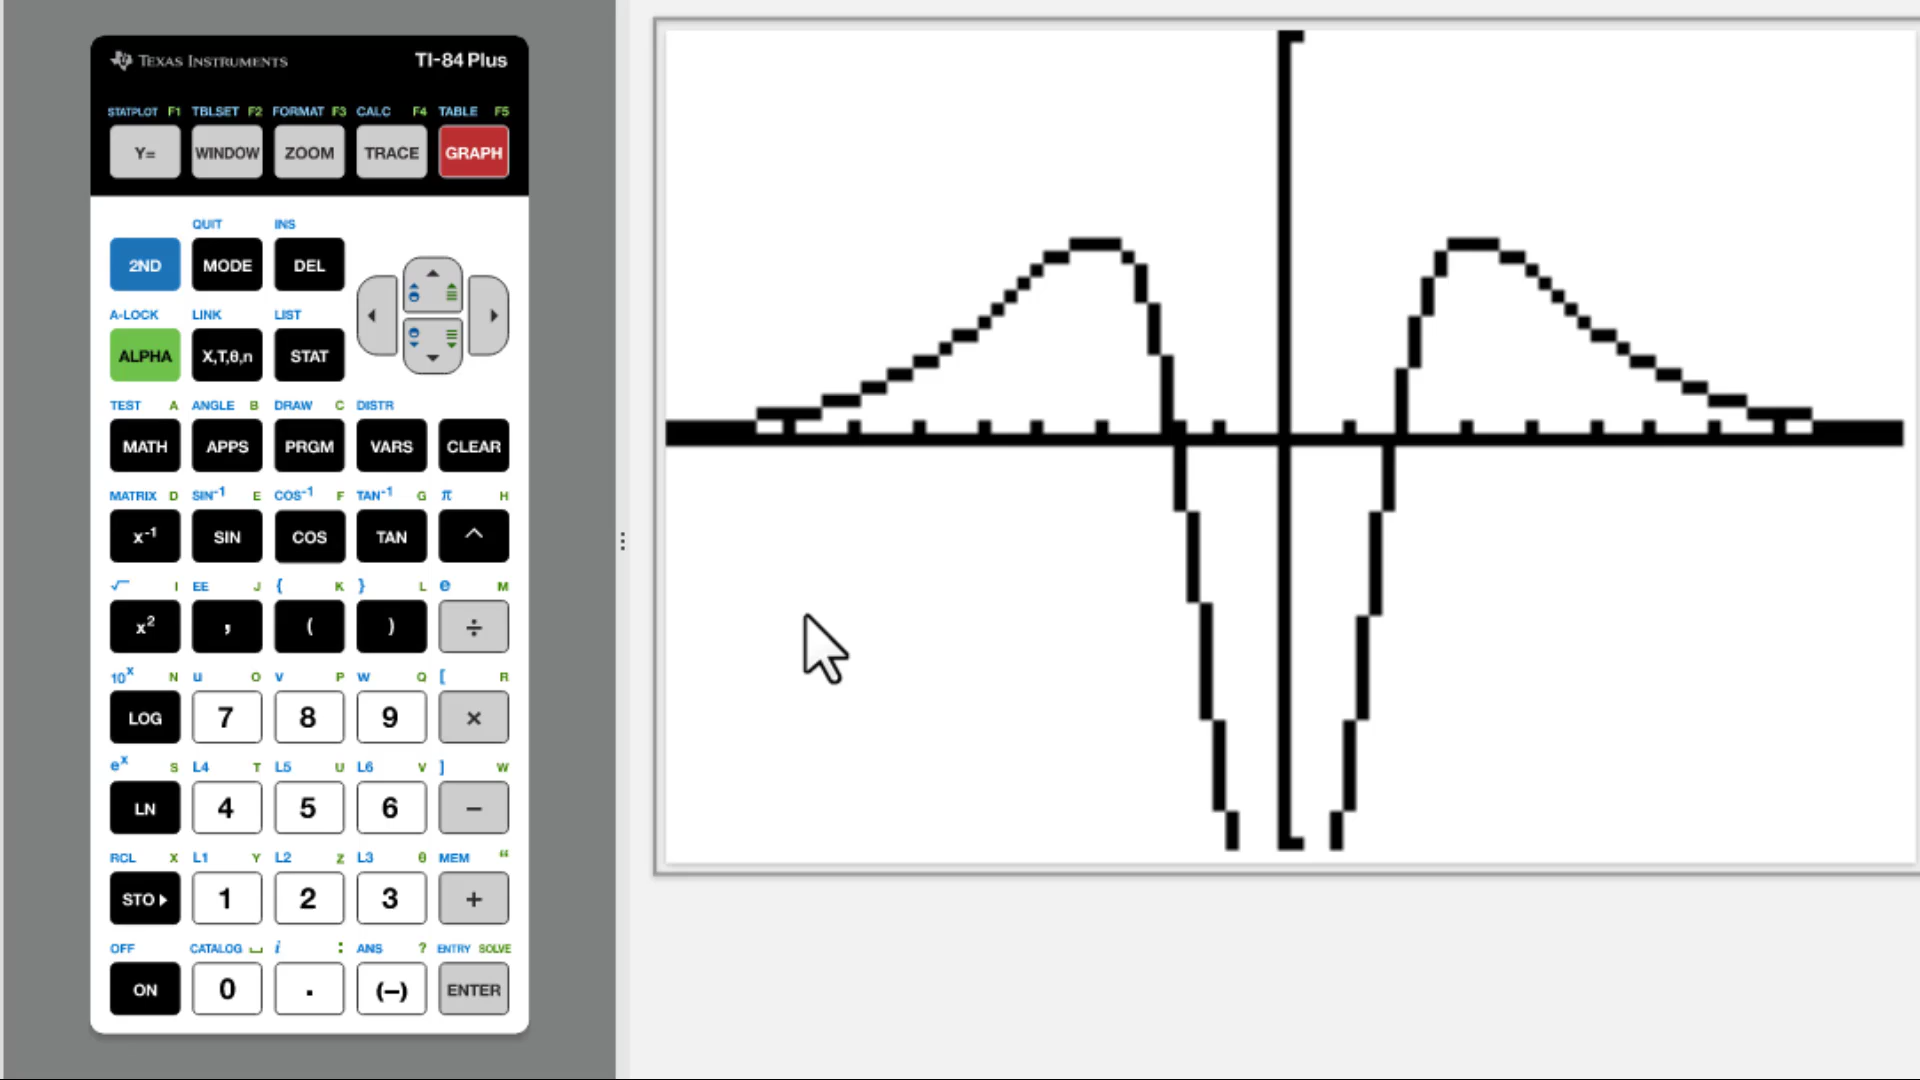 TEXAS INSTRUMENTS TI-84 Plus
STATPLOT F1 TBLSET F2 FORMAT F3 CALC F4 TABLE F5
Y= WINDOW ZOOM TRACE GRAPH
QUIT INS
2ND MODE DEL
A-LOCK LINK LIST
ALPHA X,T,θ,n STAT
TEST A ANGLE B DRAW C DISTR
MATH APPS PRGM VARS CLEAR
MATRIX D SIN⁻¹ E COS⁻¹ F TAN⁻¹ G π H
x⁻¹ SIN COS TAN ^
√ I EE J { K } L e M
x² , ( ) ÷
10ˣ N u O v P w Q [ R
LOG 7 8 9 ×
eˣ S L4 T L5 U L6 V ] W
LN 4 5 6 −
RCL X L1 Y L2 Z L3 θ MEM “
STO▸ 1 2 3 +
OFF CATALOG ⎵ i : ANS ? ENTRY SOLVE
ON 0 . (−) ENTER